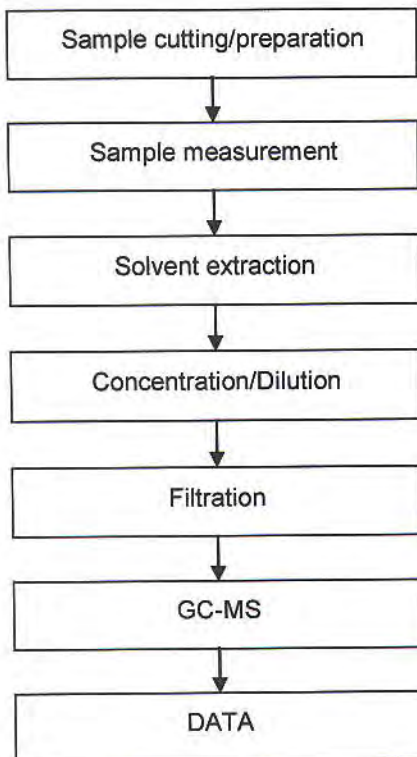 Sample cutting/preparation
Sample measurement
Solvent extraction
Concentration/Dilution
Filtration
GC-MS
DATA